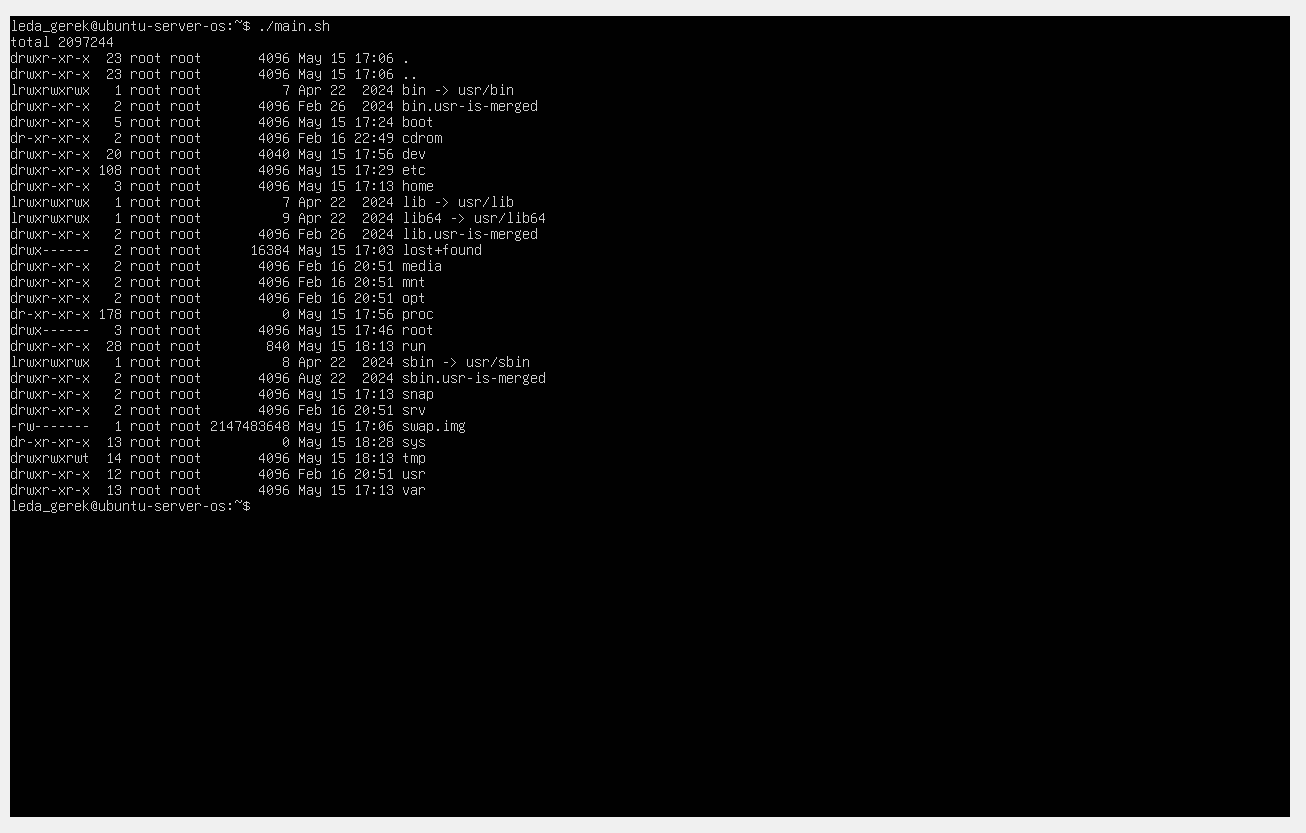 leda_gerek@ubuntu-server-os:~$ ./main.sh
total 2097244
drwxr-xr-x  23 root root       4096 May 15 17:06 .
drwxr-xr-x  23 root root       4096 May 15 17:06 ..
lrwxrwxrwx   1 root root          7 Apr 22  2024 bin -> usr/bin
drwxr-xr-x   2 root root       4096 Feb 26  2024 bin.usr-is-merged
drwxr-xr-x   5 root root       4096 May 15 17:24 boot
dr-xr-xr-x   2 root root       4096 Feb 16 22:49 cdrom
drwxr-xr-x  20 root root       4040 May 15 17:56 dev
drwxr-xr-x 108 root root       4096 May 15 17:29 etc
drwxr-xr-x   3 root root       4096 May 15 17:13 home
lrwxrwxrwx   1 root root          7 Apr 22  2024 lib -> usr/lib
lrwxrwxrwx   1 root root          9 Apr 22  2024 lib64 -> usr/lib64
drwxr-xr-x   2 root root       4096 Feb 26  2024 lib.usr-is-merged
drwx------   2 root root      16384 May 15 17:03 lost+found
drwxr-xr-x   2 root root       4096 Feb 16 20:51 media
drwxr-xr-x   2 root root       4096 Feb 16 20:51 mnt
drwxr-xr-x   2 root root       4096 Feb 16 20:51 opt
dr-xr-xr-x 178 root root          0 May 15 17:56 proc
drwx------   3 root root       4096 May 15 17:46 root
drwxr-xr-x  28 root root        840 May 15 18:13 run
lrwxrwxrwx   1 root root          8 Apr 22  2024 sbin -> usr/sbin
drwxr-xr-x   2 root root       4096 Aug 22  2024 sbin.usr-is-merged
drwxr-xr-x   2 root root       4096 May 15 17:13 snap
drwxr-xr-x   2 root root       4096 Feb 16 20:51 srv
-rw-------   1 root root 2147483648 May 15 17:06 swap.img
dr-xr-xr-x  13 root root          0 May 15 18:28 sys
drwxrwxrwt  14 root root       4096 May 15 18:13 tmp
drwxr-xr-x  12 root root       4096 Feb 16 20:51 usr
drwxr-xr-x  13 root root       4096 May 15 17:13 var
leda_gerek@ubuntu-server-os:~$